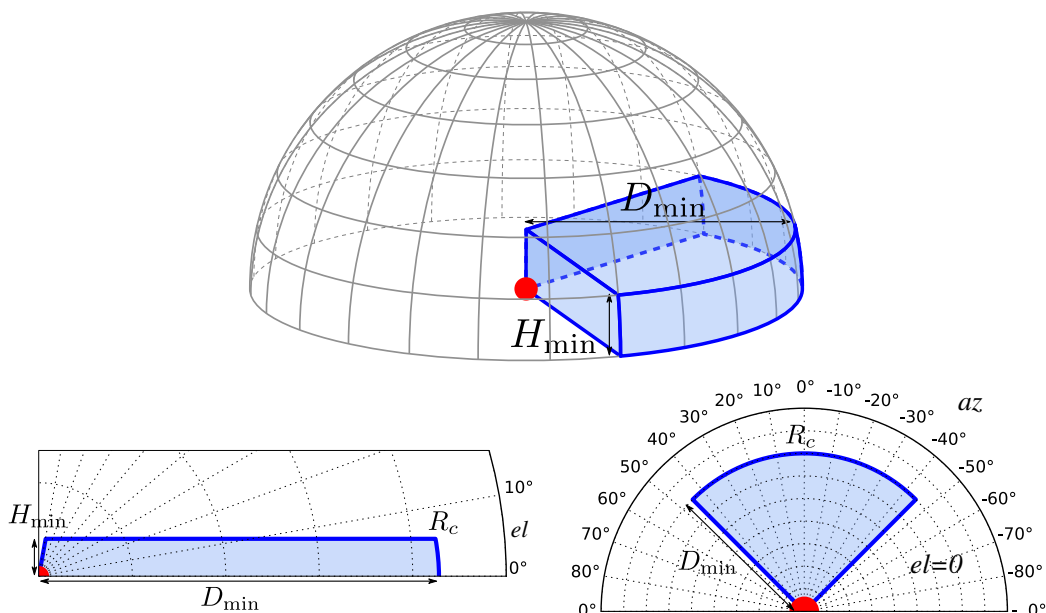 D_min
H_min
10°
H_min
R_c
el
0°
D_min
20° 10° 0° -10° -20°
30° -30° az
40° R_c -40°
50° -50°
60° -60°
70° -70°
D_min el=0
80° -80°
0° - 0°